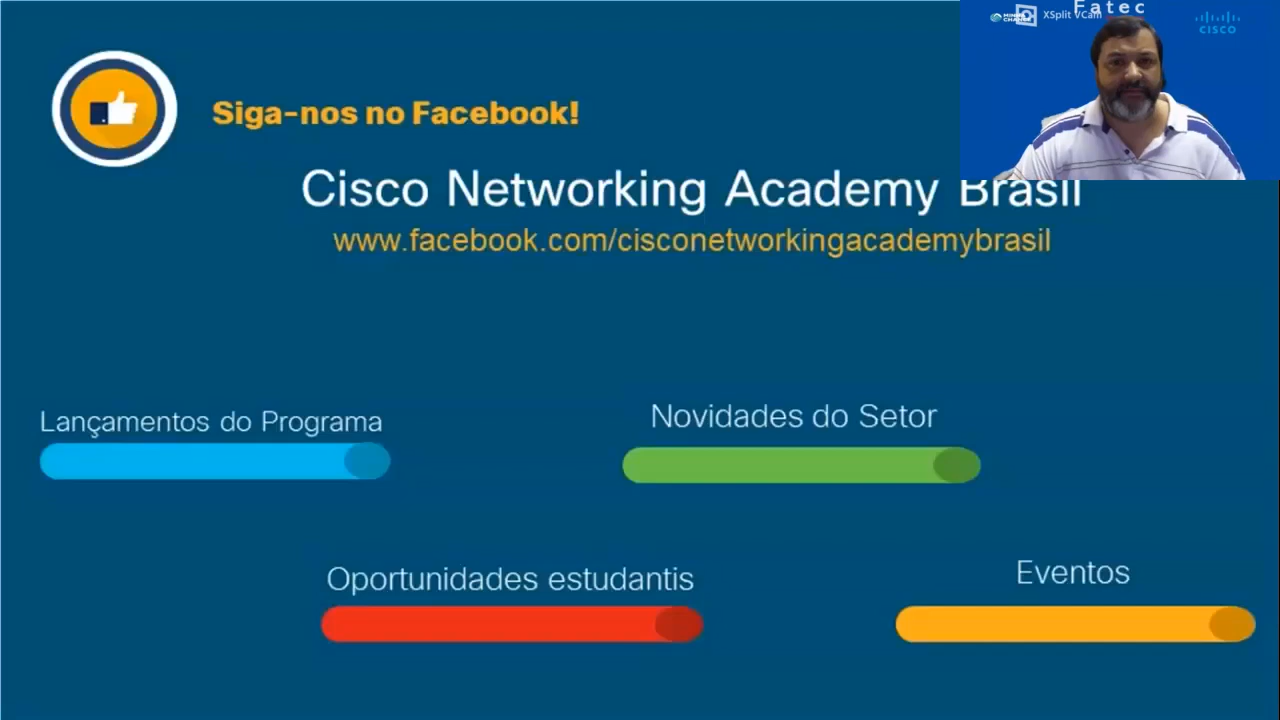 Fatec
XSplit VCam
CISCO
Siga-nos no Facebook!
Cisco Networking Academy Brasil
www.facebook.com/cisconetworkingacademybrasil
Lançamentos do Programa
Novidades do Setor
Oportunidades estudantis
Eventos